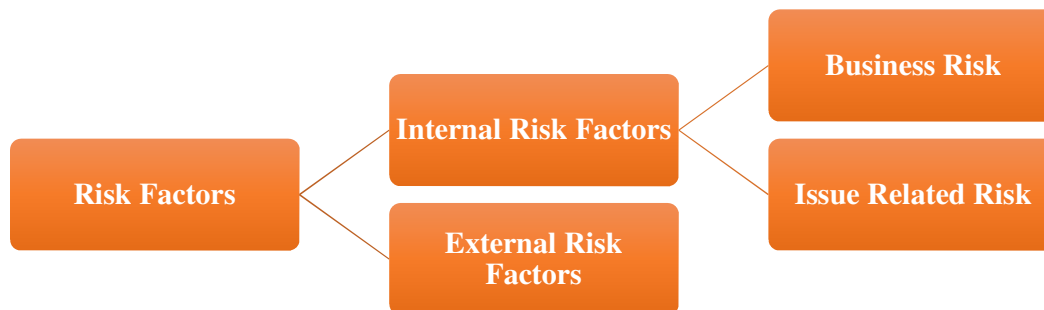 Risk Factors
Internal Risk Factors
Business Risk
Issue Related Risk
External Risk
Factors